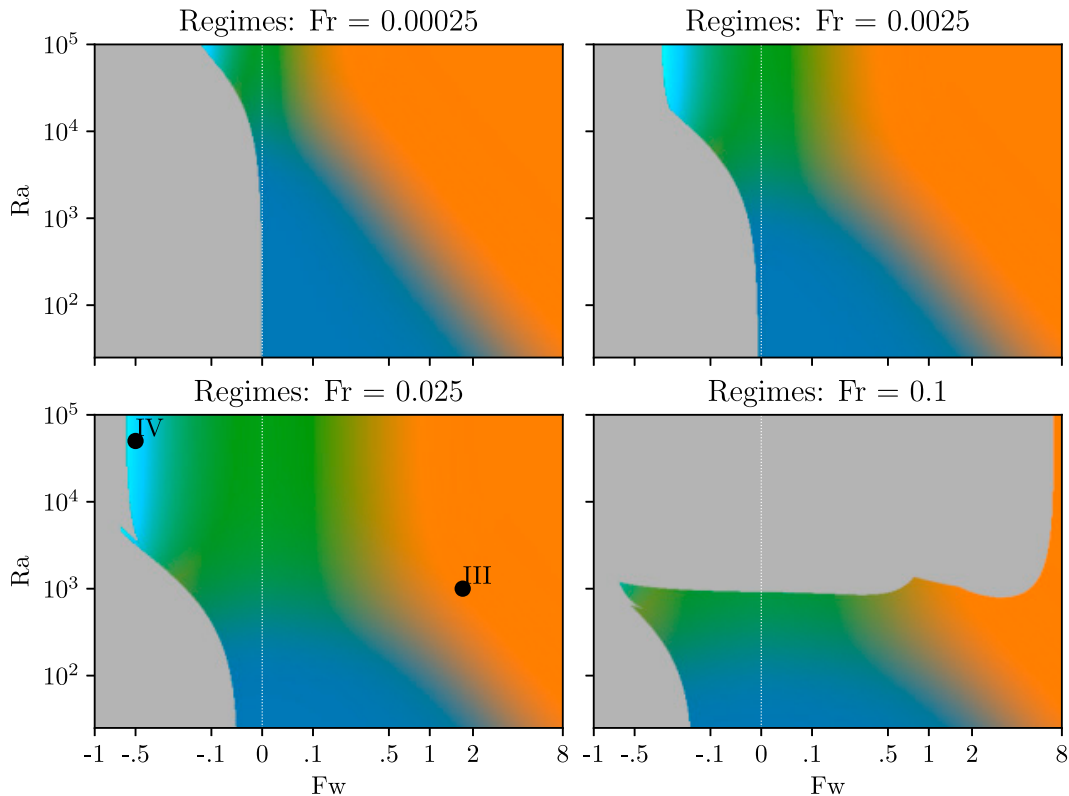 Regimes: Fr = 0.00025
Regimes: Fr = 0.0025
10^5
10^4
10^3
10^2
Ra
Regimes: Fr = 0.025
Regimes: Fr = 0.1
10^5
10^4
10^3
10^2
Ra
IV
III
-1 -.5 -.1 0 .1 .5 1 2 8
Fw
-1 -.5 -.1 0 .1 .5 1 2 8
Fw